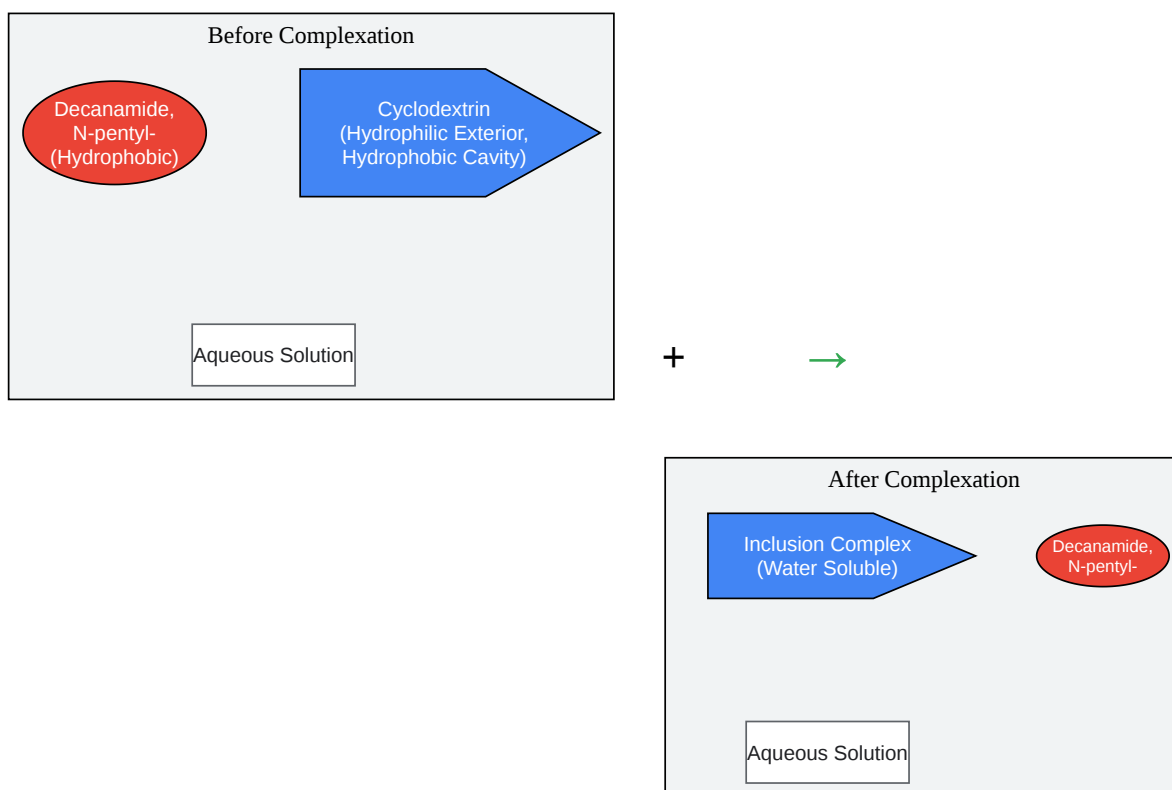 Before Complexation
Decanamide,
N-pentyl-
(Hydrophobic)
Cyclodextrin
(Hydrophilic Exterior,
Hydrophobic Cavity)
Aqueous Solution
+
→
After Complexation
Inclusion Complex
(Water Soluble)
Decanamide,
N-pentyl-
Aqueous Solution